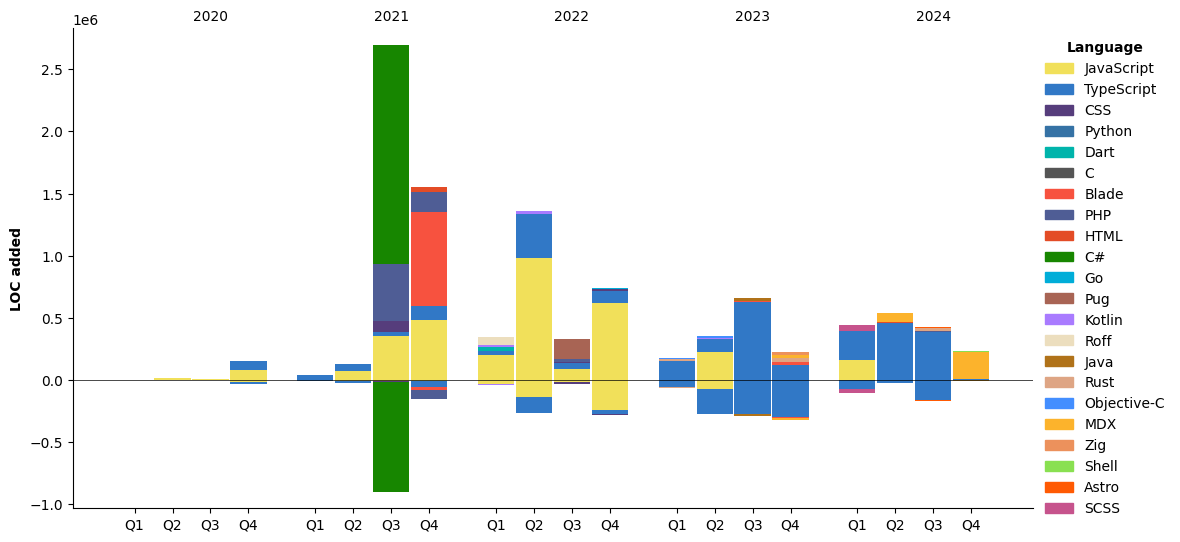 2020 2021 2022 2023 2024
1e6
LOC added
2.5
2.0
1.5
1.0
0.5
0.0
−0.5
−1.0
Q1 Q2 Q3 Q4 Q1 Q2 Q3 Q4 Q1 Q2 Q3 Q4 Q1 Q2 Q3 Q4 Q1 Q2 Q3 Q4
Language
JavaScript
TypeScript
CSS
Python
Dart
C
Blade
PHP
HTML
C#
Go
Pug
Kotlin
Roff
Java
Rust
Objective-C
MDX
Zig
Shell
Astro
SCSS